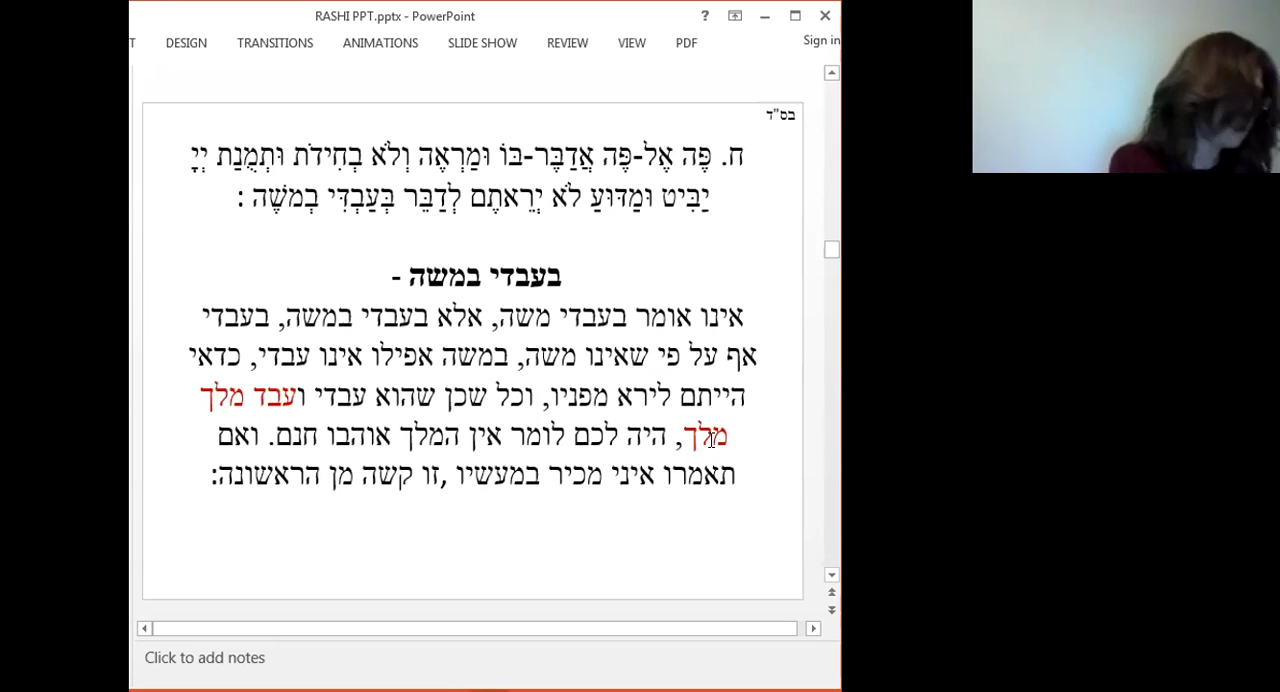 RASHI PPT.pptx - PowerPoint
?
T DESIGN TRANSITIONS ANIMATIONS SLIDE SHOW REVIEW VIEW PDF Sign in
בס"ד
ח. פֶּה אֶל-פֶּה אֲדַבֶּר-בּוֹ וּמַרְאֶה וְלֹא בְחִידֹת וּתְמֻנַת יְיָ
יַבִּיט וּמַדּוּעַ לֹא יְרֵאתֶם לְדַבֵּר בְּעַבְדִּי בְמֹשֶׁה :
בעבדי במשה -
אינו אומר בעבדי משה, אלא בעבדי במשה, בעבדי
אף על פי שאינו משה, במשה אפילו אינו עבדי, כדאי
הייתם לירא מפניו, וכל שכן שהוא עבדי ועבד מלך
מלך, היה לכם לומר אין המלך אוהבו חנם. ואם
תאמרו איני מכיר במעשיו ,זו קשה מן הראשונה:
Click to add notes